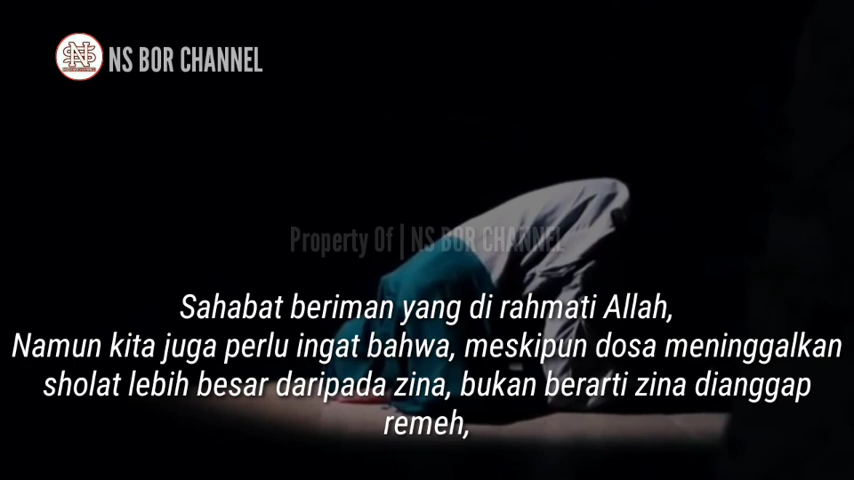 NS BOR CHANNEL
Property Of | NS BOR CHANNEL
Sahabat beriman yang di rahmati Allah,
Namun kita juga perlu ingat bahwa, meskipun dosa meninggalkan
sholat lebih besar daripada zina, bukan berarti zina dianggap
remeh,